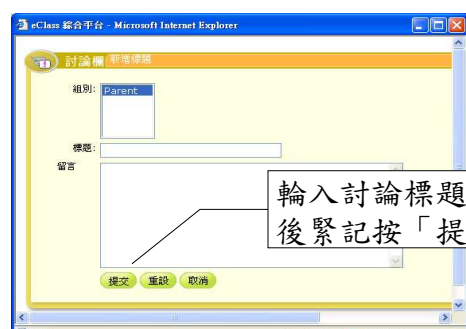 eClass 綜合平台 - Microsoft Internet Explorer
討論欄 新增標題
組別: Parent
標題:
留言
輸入討論標題
後緊記按「提
提交 重設 取消